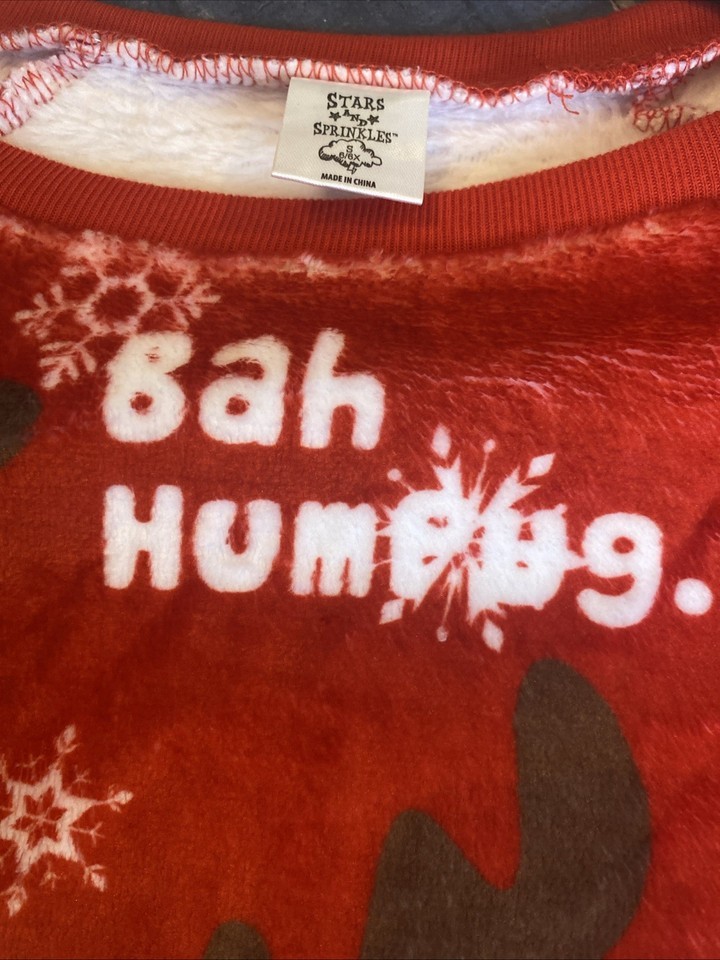 STARS
AND
SPRINKLES™
S
6/6X
MADE IN CHINA
Bah
Humbug.